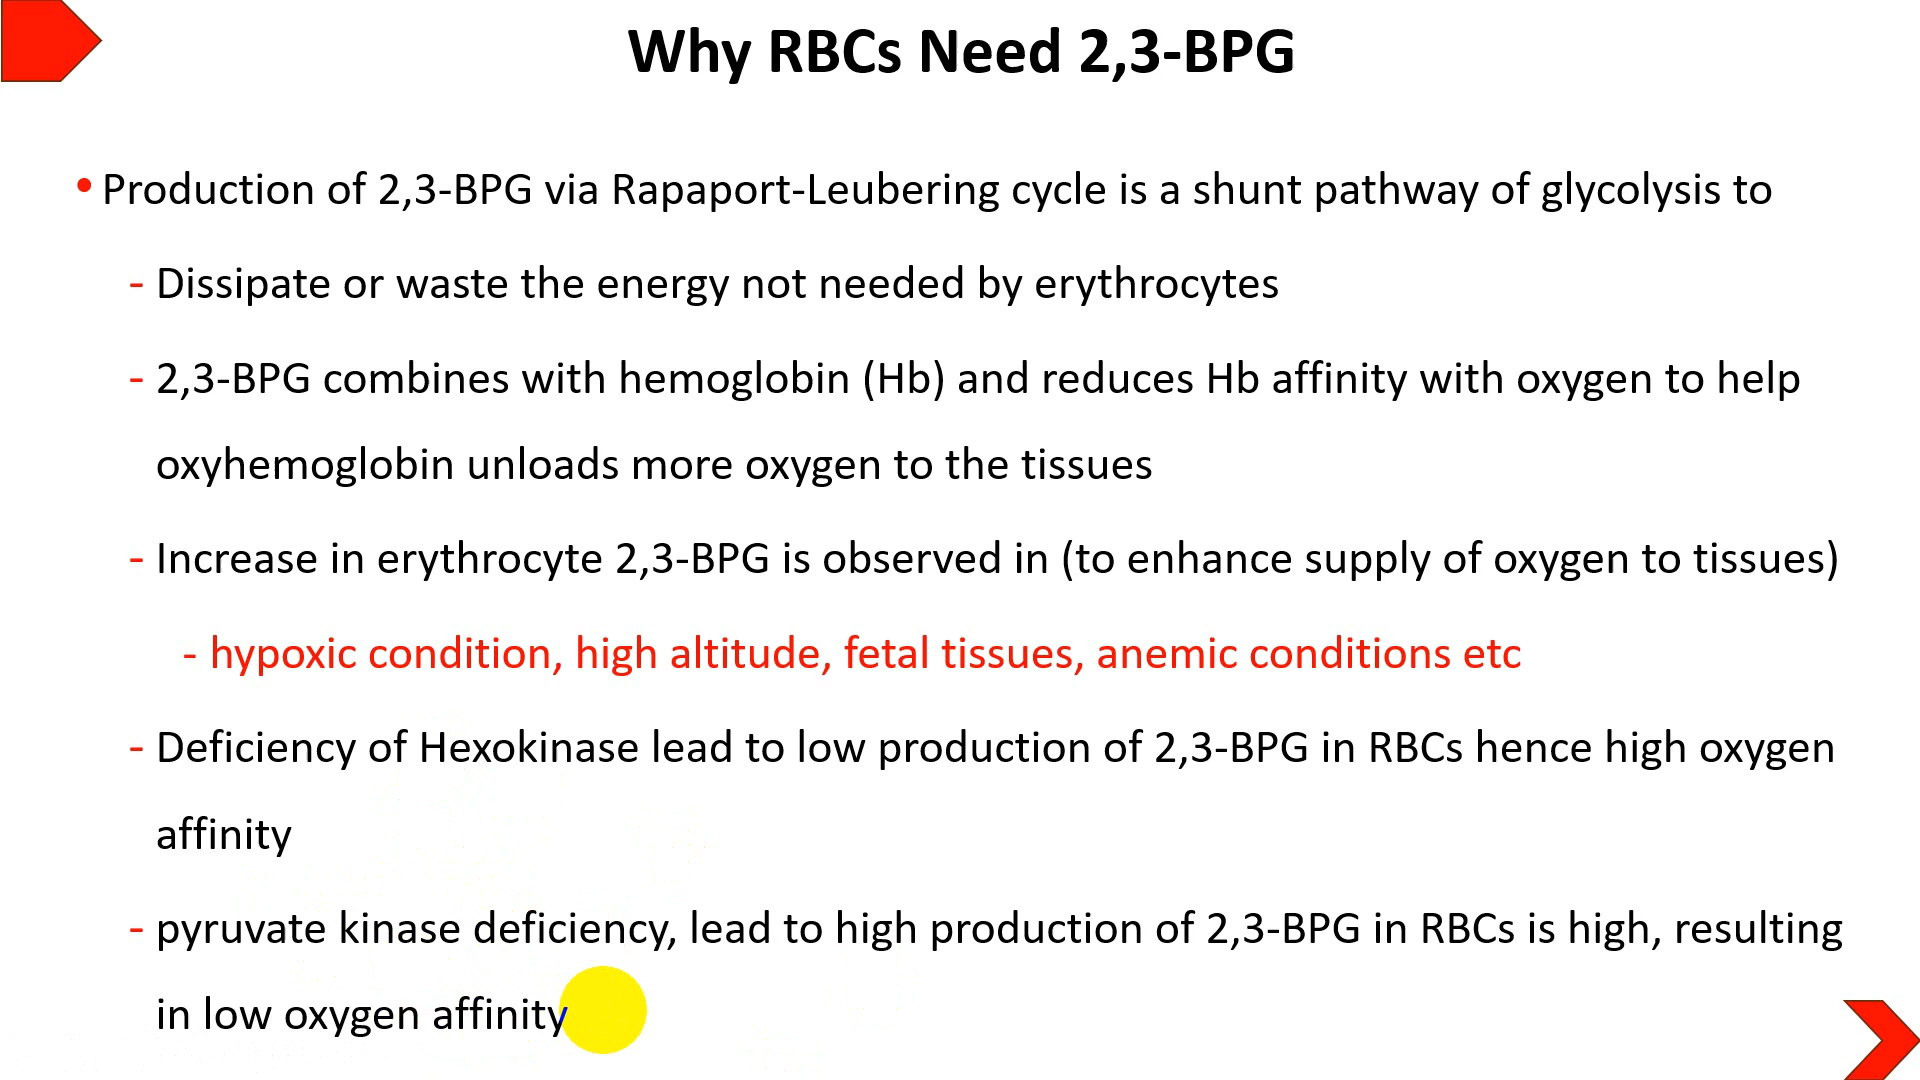 Why RBCs Need 2,3-BPG
• Production of 2,3-BPG via Rapaport-Leubering cycle is a shunt pathway of glycolysis to
- Dissipate or waste the energy not needed by erythrocytes
- 2,3-BPG combines with hemoglobin (Hb) and reduces Hb affinity with oxygen to help
oxyhemoglobin unloads more oxygen to the tissues
- Increase in erythrocyte 2,3-BPG is observed in (to enhance supply of oxygen to tissues)
- hypoxic condition, high altitude, fetal tissues, anemic conditions etc
- Deficiency of Hexokinase lead to low production of 2,3-BPG in RBCs hence high oxygen
affinity
- pyruvate kinase deficiency, lead to high production of 2,3-BPG in RBCs is high, resulting
in low oxygen affinity